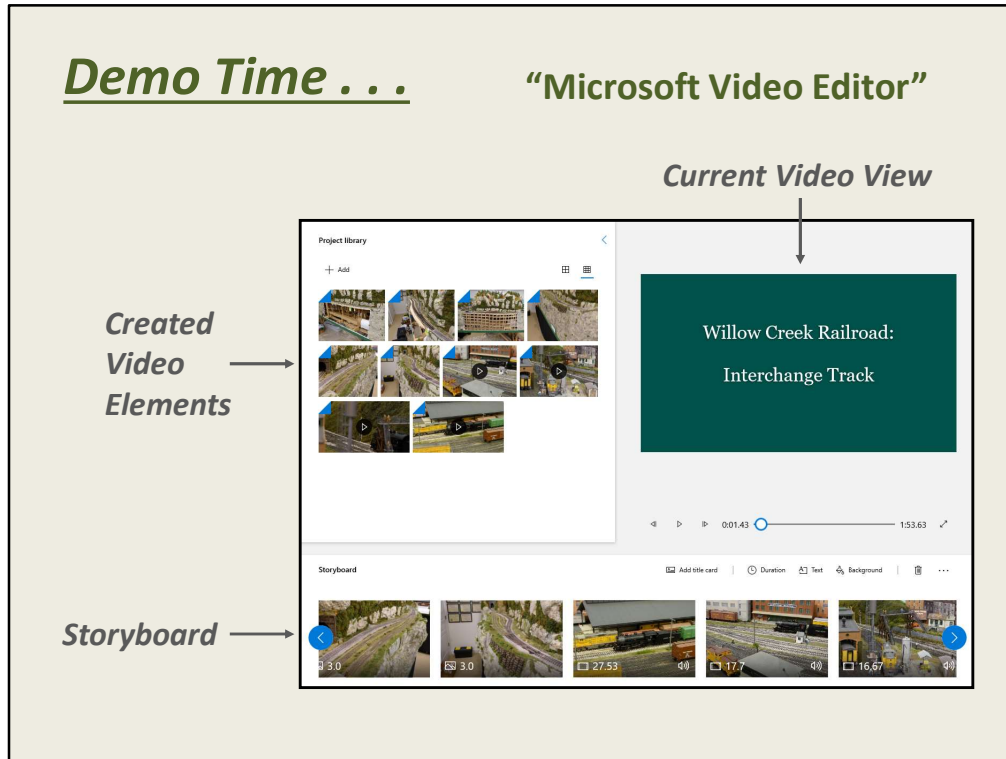 Demo Time . . .
“Microsoft Video Editor”
Current Video View
Created
Video
Elements
Storyboard
Project library
+ Add
Willow Creek Railroad:
Interchange Track
0:01.43
1:53.63
Storyboard
Add title card
Duration
Text
Background
...
3.0
3.0
27.53
17.7
16.67